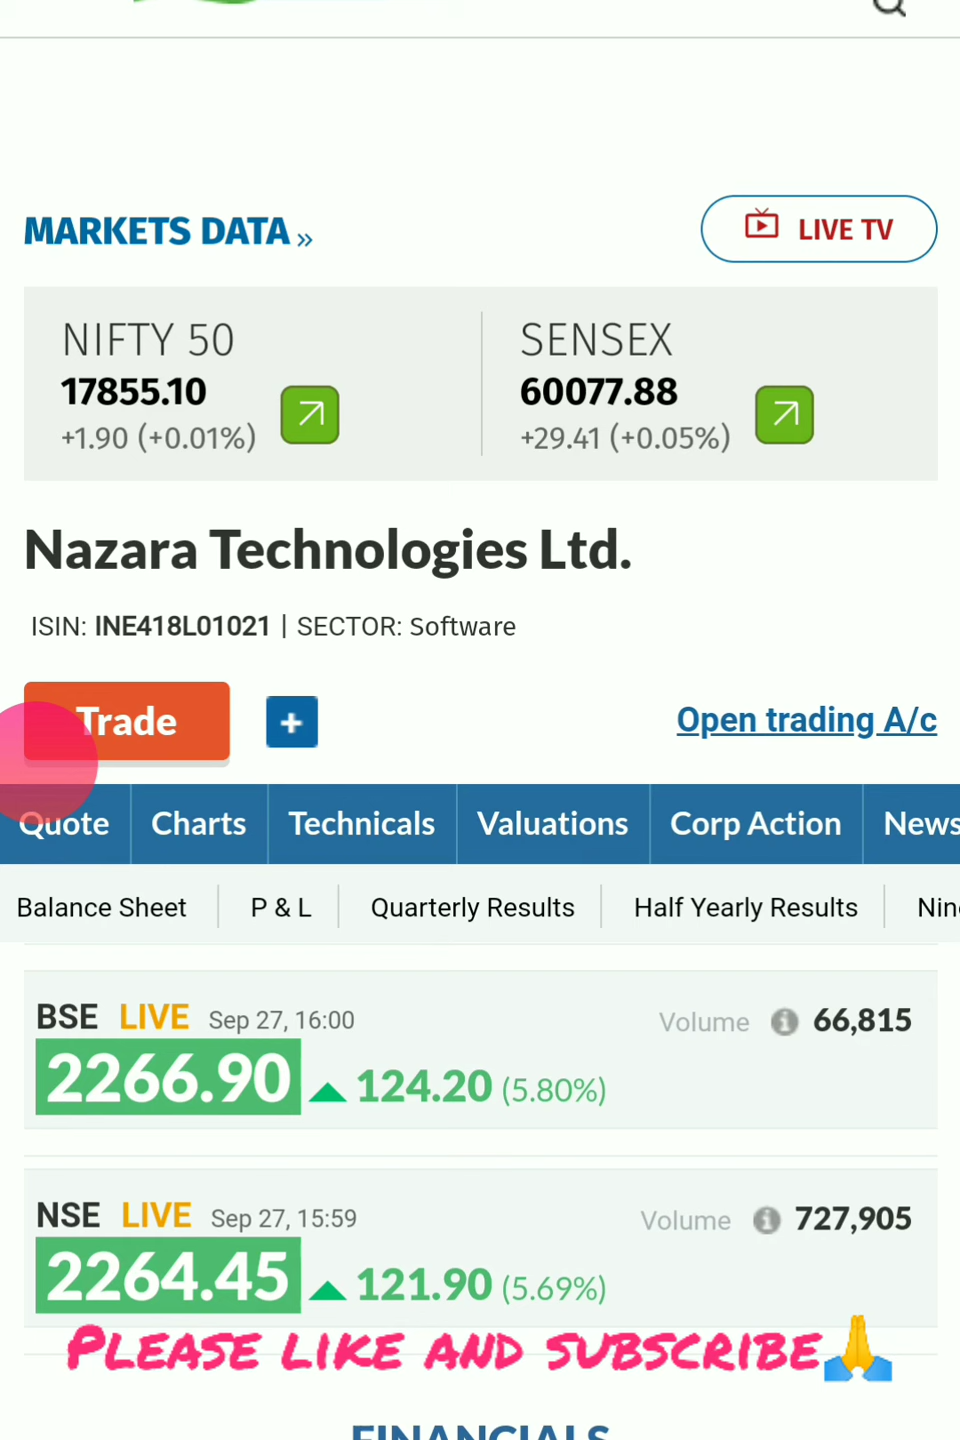 MARKETS DATA »
LIVE TV
NIFTY 50
17855.10
+1.90 (+0.01%)
SENSEX
60077.88
+29.41 (+0.05%)
Nazara Technologies Ltd.
ISIN: INE418L01021 | SECTOR: Software
Trade
+
Open trading A/c
Quote Charts Technicals Valuations Corp Action News
Balance Sheet P & L Quarterly Results Half Yearly Results
BSE LIVE Sep 27, 16:00 Volume 66,815
2266.90 124.20 (5.80%)
NSE LIVE Sep 27, 15:59 Volume 727,905
2264.45 121.90 (5.69%)
PLEASE LIKE AND SUBSCRIBE🙏
FINANCIALS